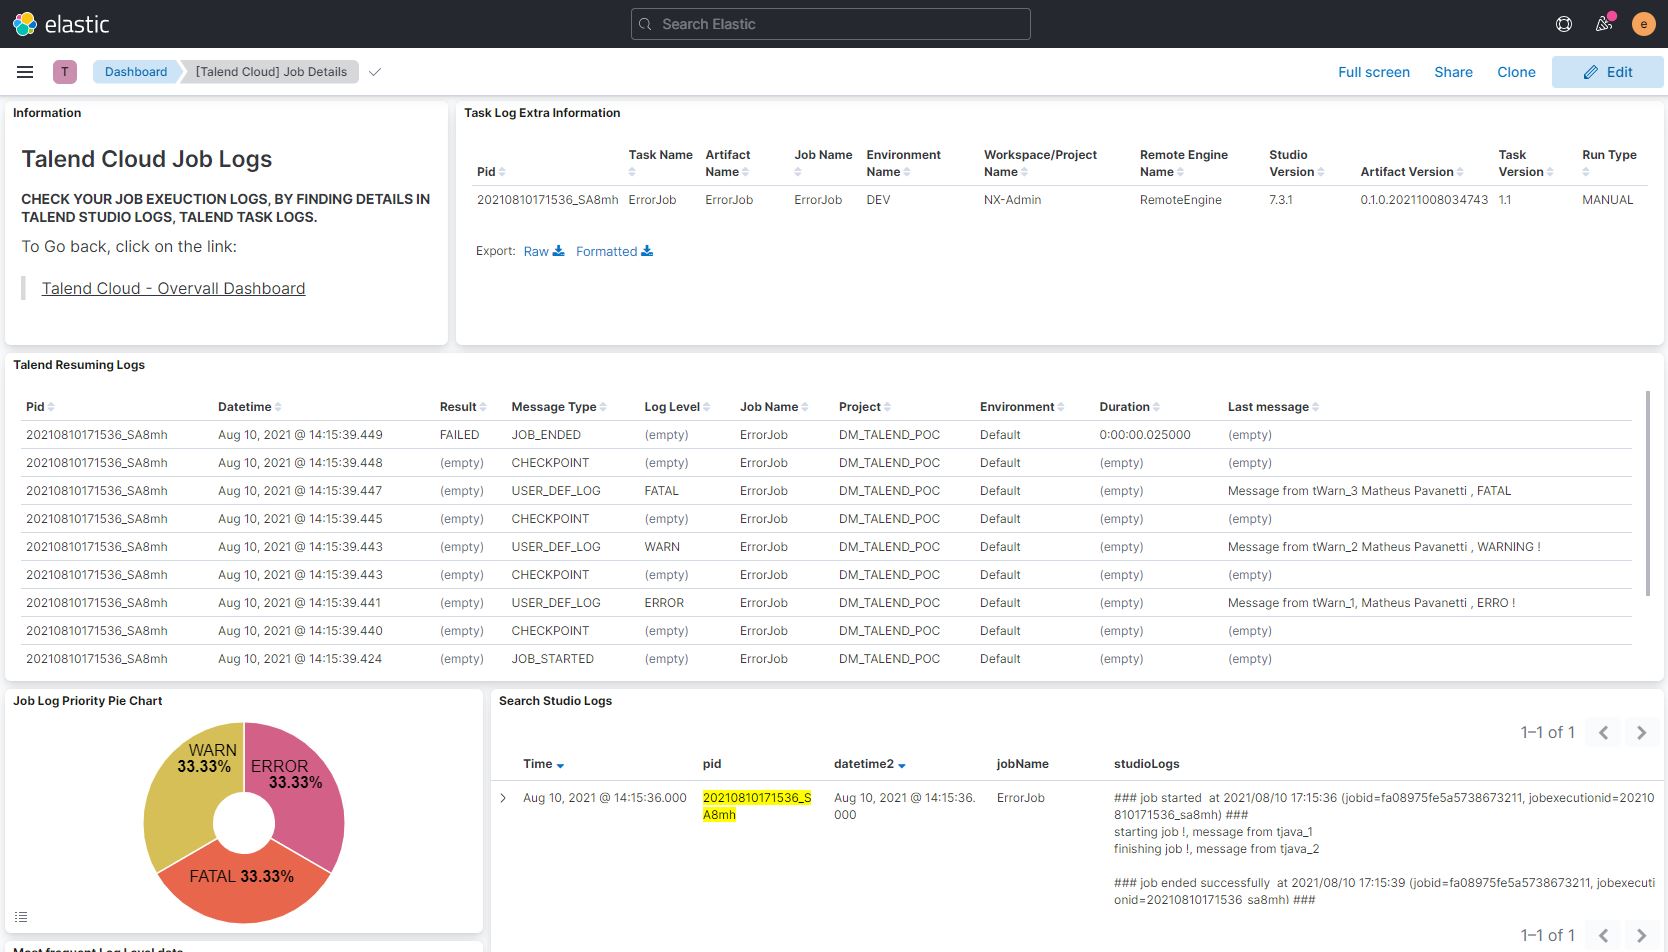 elastic
Search Elastic
e
T
Dashboard
[Talend Cloud] Job Details
Full screen
Share
Clone
Edit
Information
Talend Cloud Job Logs
CHECK YOUR JOB EXEUCTION LOGS, BY FINDING DETAILS IN
TALEND STUDIO LOGS, TALEND TASK LOGS.
To Go back, click on the link:
Talend Cloud - Overvall Dashboard
Task Log Extra Information
Pid Task Name Artifact Name Job Name Environment Name Workspace/Project Name Remote Engine Name Studio Version Artifact Version Task Version Run Type
20210810171536_SA8mh ErrorJob ErrorJob ErrorJob DEV NX-Admin RemoteEngine 7.3.1 0.1.0.20211008034743 1.1 MANUAL
Export: Raw Formatted
Talend Resuming Logs
Pid Datetime Result Message Type Log Level Job Name Project Environment Duration Last message
20210810171536_SA8mh Aug 10, 2021 @ 14:15:39.449 FAILED JOB_ENDED (empty) ErrorJob DM_TALEND_POC Default 0:00:00.025000 (empty)
20210810171536_SA8mh Aug 10, 2021 @ 14:15:39.448 (empty) CHECKPOINT (empty) ErrorJob DM_TALEND_POC Default (empty) (empty)
20210810171536_SA8mh Aug 10, 2021 @ 14:15:39.447 (empty) USER_DEF_LOG FATAL ErrorJob DM_TALEND_POC Default (empty) Message from tWarn_3 Matheus Pavanetti , FATAL
20210810171536_SA8mh Aug 10, 2021 @ 14:15:39.445 (empty) CHECKPOINT (empty) ErrorJob DM_TALEND_POC Default (empty) (empty)
20210810171536_SA8mh Aug 10, 2021 @ 14:15:39.443 (empty) USER_DEF_LOG WARN ErrorJob DM_TALEND_POC Default (empty) Message from tWarn_2 Matheus Pavanetti , WARNING !
20210810171536_SA8mh Aug 10, 2021 @ 14:15:39.443 (empty) CHECKPOINT (empty) ErrorJob DM_TALEND_POC Default (empty) (empty)
20210810171536_SA8mh Aug 10, 2021 @ 14:15:39.441 (empty) USER_DEF_LOG ERROR ErrorJob DM_TALEND_POC Default (empty) Message from tWarn_1, Matheus Pavanetti , ERRO !
20210810171536_SA8mh Aug 10, 2021 @ 14:15:39.440 (empty) CHECKPOINT (empty) ErrorJob DM_TALEND_POC Default (empty) (empty)
20210810171536_SA8mh Aug 10, 2021 @ 14:15:39.424 (empty) JOB_STARTED (empty) ErrorJob DM_TALEND_POC Default (empty) (empty)
Job Log Priority Pie Chart
WARN
33.33%
ERROR
33.33%
FATAL 33.33%
Most frequent Log Level data
Search Studio Logs
1–1 of 1
Time pid datetime2 jobName studioLogs
Aug 10, 2021 @ 14:15:36.000
20210810171536_S
A8mh
Aug 10, 2021 @ 14:15:36.
000
ErrorJob
### job started at 2021/08/10 17:15:36 (jobid=fa08975fe5a5738673211, jobexecutionid=20210
810171536_sa8mh) ###
starting job !, message from tjava_1
finishing job !, message from tjava_2
### job ended successfully at 2021/08/10 17:15:39 (jobid=fa08975fe5a5738673211, jobexecuti
onid=20210810171536_sa8mh) ###
1–1 of 1